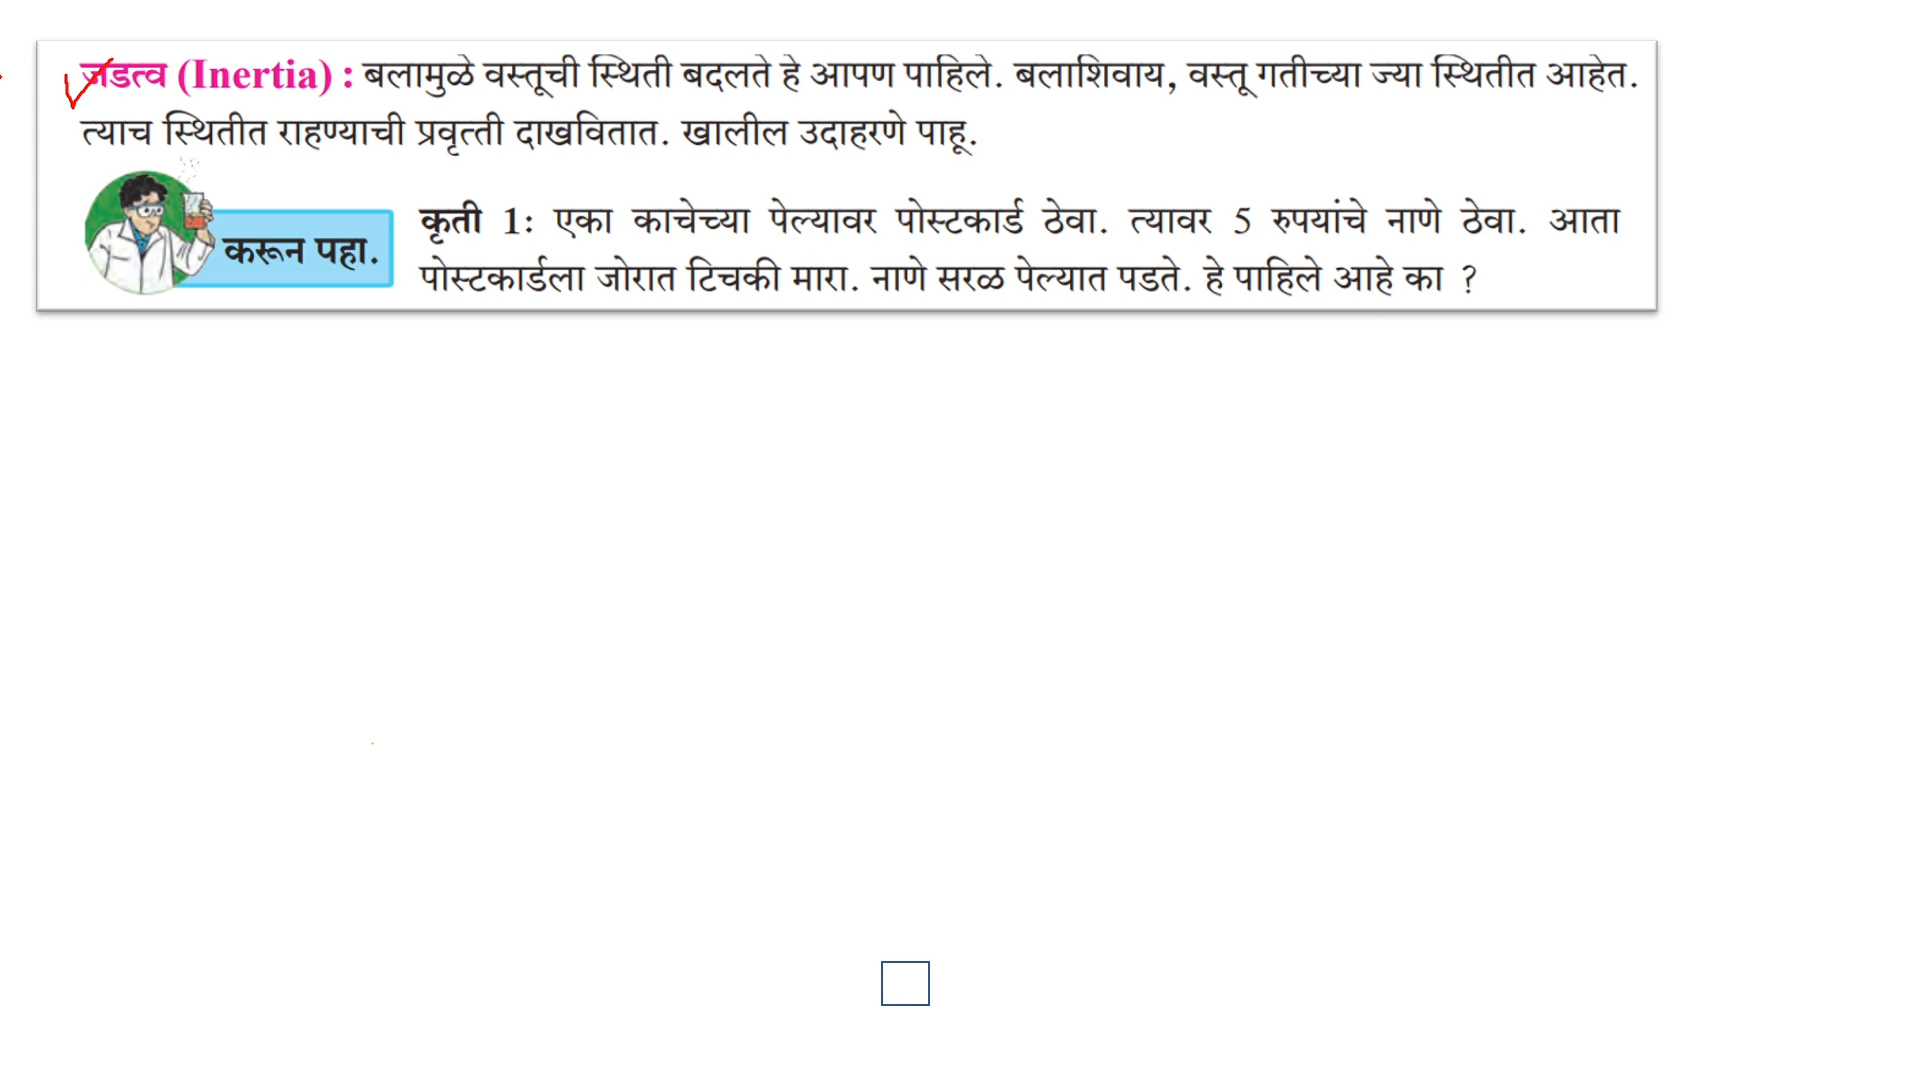 जडत्व (Inertia) : बलामुळे वस्तूची स्थिती बदलते हे आपण पाहिले. बलाशिवाय, वस्तू गतीच्या ज्या स्थितीत आहेत.
त्याच स्थितीत राहण्याची प्रवृत्ती दाखवितात. खालील उदाहरणे पाहू.
करून पहा.
कृती 1: एका काचेच्या पेल्यावर पोस्टकार्ड ठेवा. त्यावर 5 रुपयांचे नाणे ठेवा. आता
पोस्टकार्डला जोरात टिचकी मारा. नाणे सरळ पेल्यात पडते. हे पाहिले आहे का ?